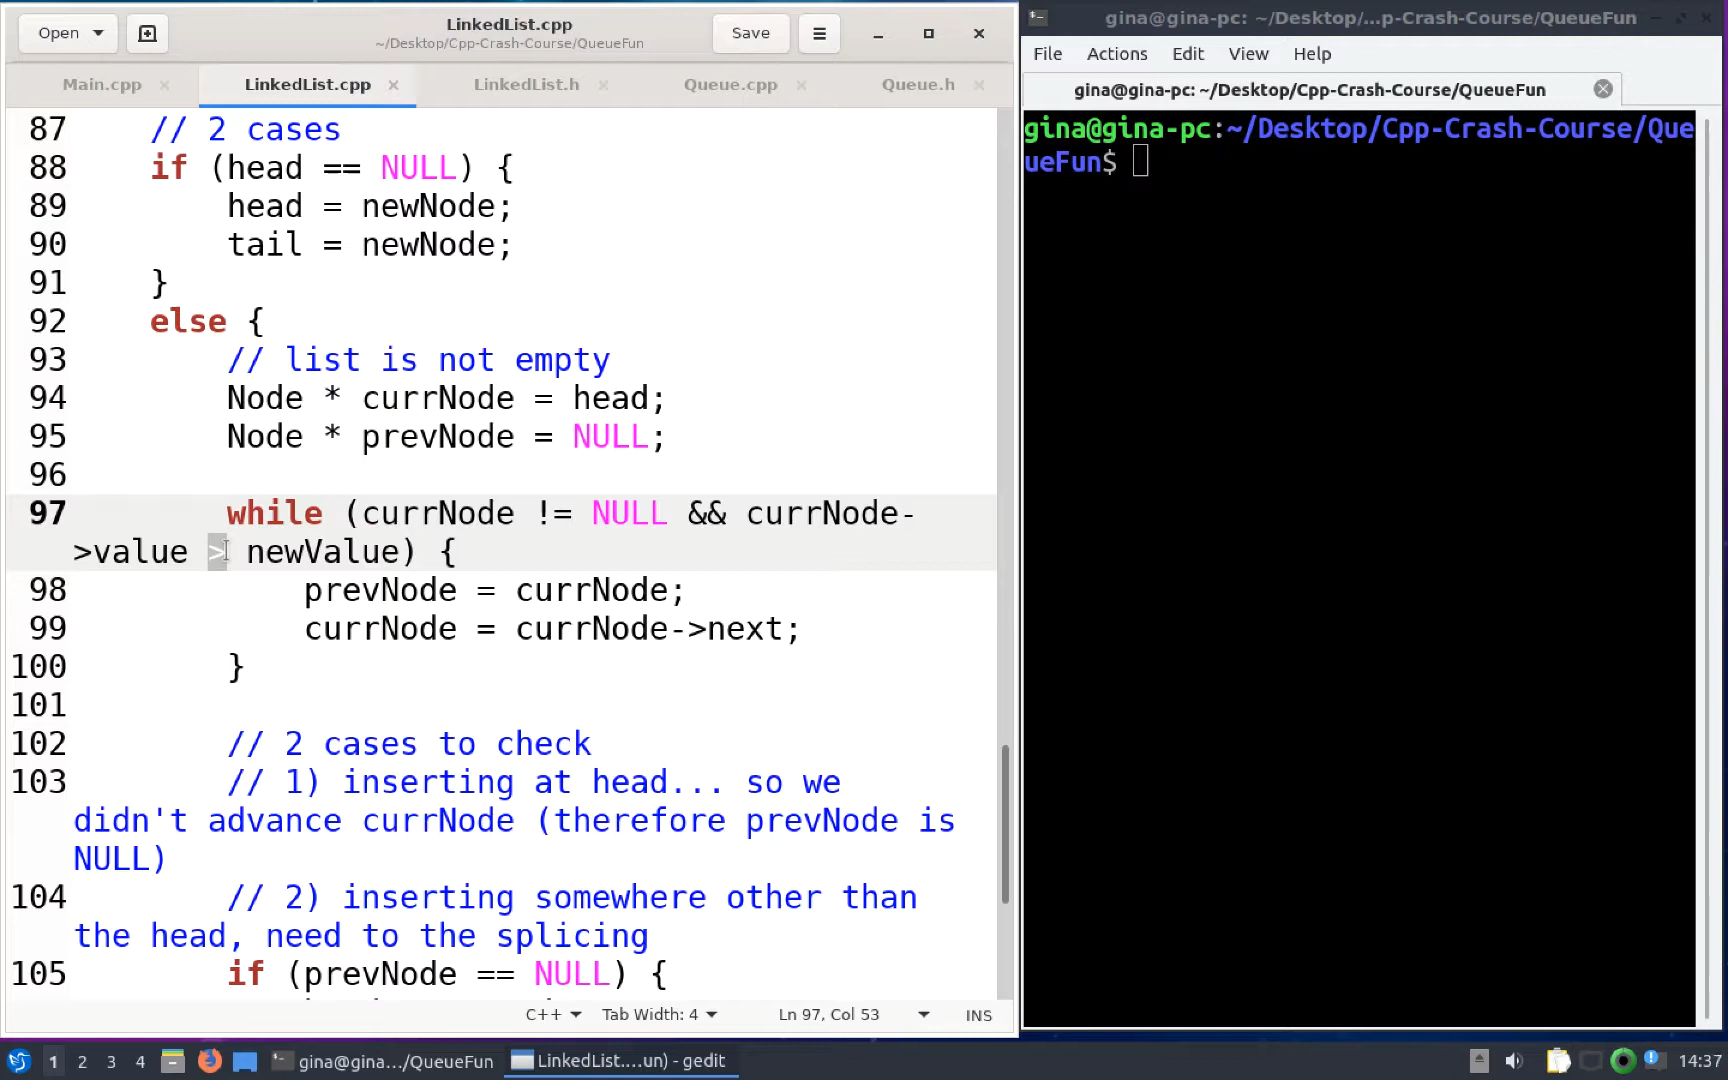 Open
LinkedList.cpp
~/Desktop/Cpp-Crash-Course/QueueFun
Save
Main.cpp
LinkedList.cpp
LinkedList.h
Queue.cpp
Queue.h
87 // 2 cases
88 if (head == NULL) {
89 head = newNode;
90 tail = newNode;
91 }
92 else {
93 // list is not empty
94 Node * currNode = head;
95 Node * prevNode = NULL;
96
97 while (currNode != NULL && currNode-
>value > newValue) {
98 prevNode = currNode;
99 currNode = currNode->next;
100 }
101
102 // 2 cases to check
103 // 1) inserting at head... so we
didn't advance currNode (therefore prevNode is
NULL)
104 // 2) inserting somewhere other than
the head, need to the splicing
105 if (prevNode == NULL) {
C++
Tab Width: 4
Ln 97, Col 53
INS
gina@gina-pc: ~/Desktop/...p-Crash-Course/QueueFun
File Actions Edit View Help
gina@gina-pc: ~/Desktop/Cpp-Crash-Course/QueueFun
gina@gina-pc:~/Desktop/Cpp-Crash-Course/Que
ueFun$
1 2 3 4
gina@gina.../QueueFun
LinkedList....un) - gedit
14:37